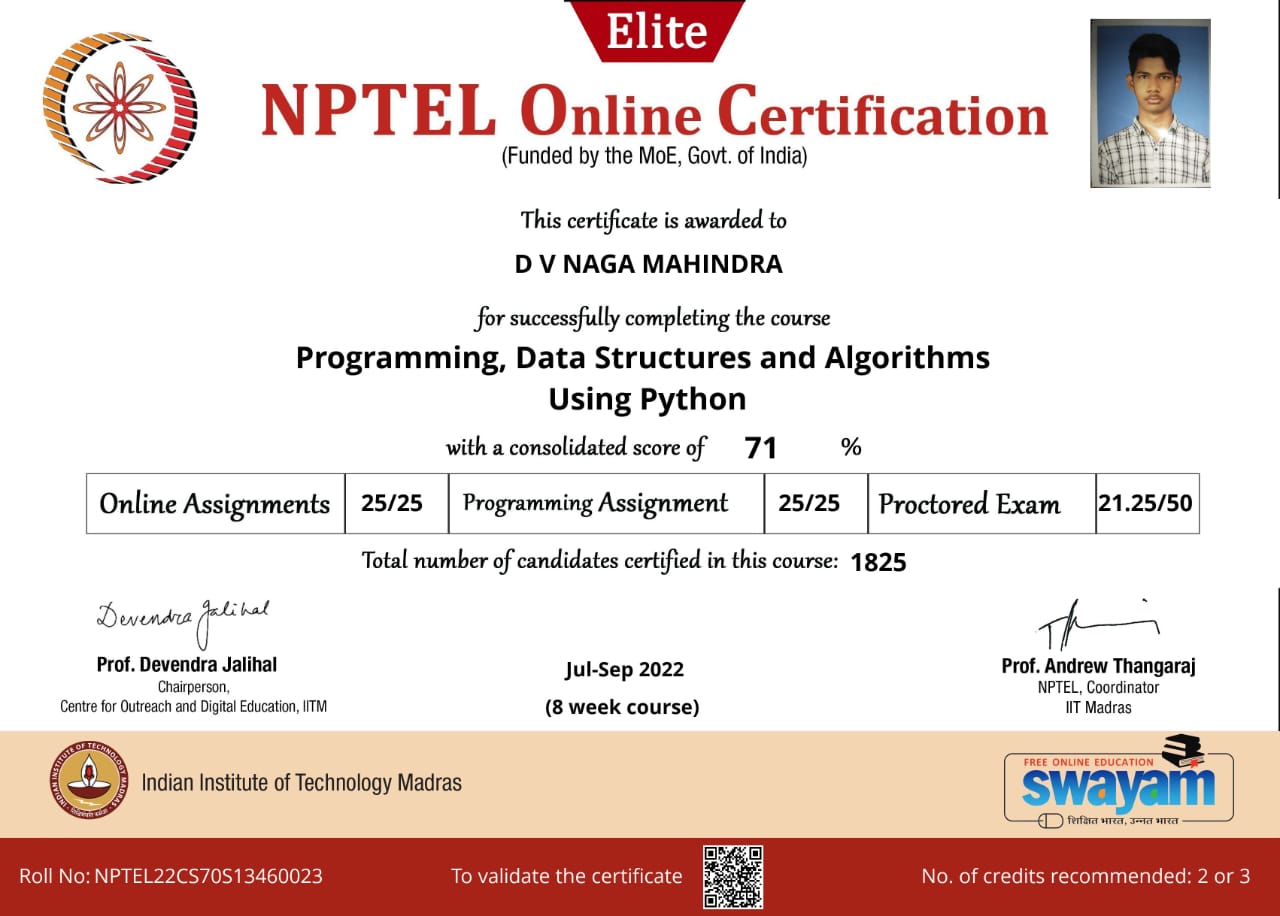 Elite
NPTEL Online Certification
(Funded by the MoE, Govt. of India)
This certificate is awarded to
D V NAGA MAHINDRA
for successfully completing the course
Programming, Data Structures and Algorithms
Using Python
with a consolidated score of 71 %
Online Assignments 25/25 Programming Assignment 25/25 Proctored Exam 21.25/50
Total number of candidates certified in this course: 1825
Devendra Jalihal
Prof. Devendra Jalihal
Chairperson,
Centre for Outreach and Digital Education, IITM
Jul-Sep 2022
(8 week course)
Prof. Andrew Thangaraj
NPTEL, Coordinator
IIT Madras
INDIAN INSTITUTE OF TECHNOLOGY MADRAS
Indian Institute of Technology Madras
FREE ONLINE EDUCATION
swayam
शिक्षित भारत, उन्नत भारत
Roll No: NPTEL22CS70S13460023
To validate the certificate
No. of credits recommended: 2 or 3